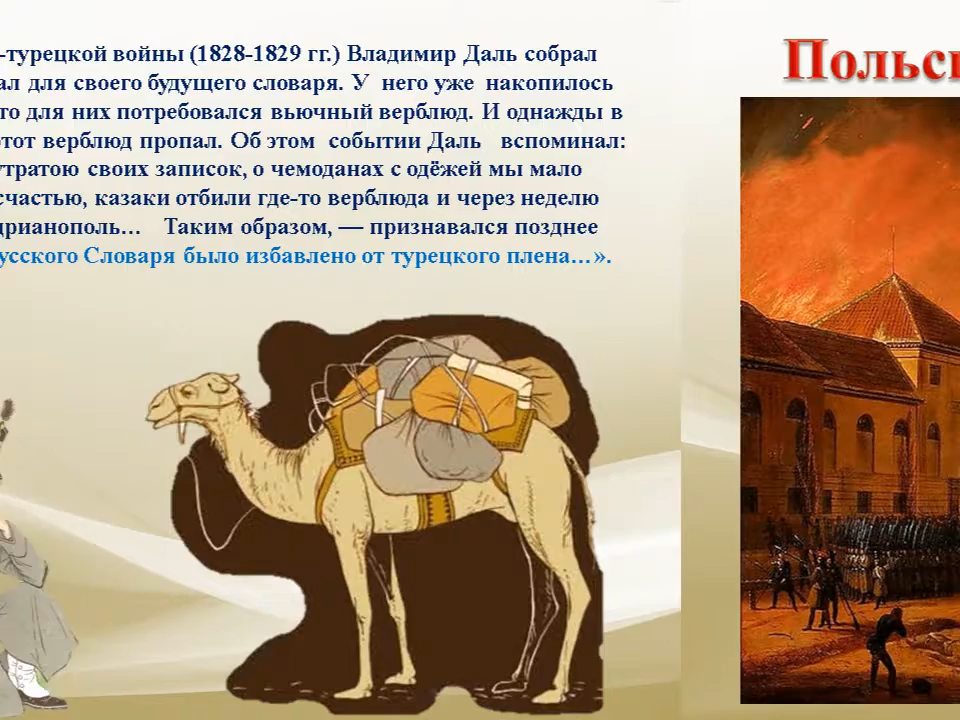 -турецкой войны (1828-1829 гг.) Владимир Даль собрал
ал для своего будущего словаря. У него уже накопилось
то для них потребовался вьючный верблюд. И однажды в
этот верблюд пропал. Об этом событии Даль вспоминал:
утратою своих записок, о чемоданах с одёжей мы мало
счастью, казаки отбили где-то верблюда и через неделю
дрианополь… Таким образом, — признавался позднее
усского Словаря было избавлено от турецкого плена…».
Польс